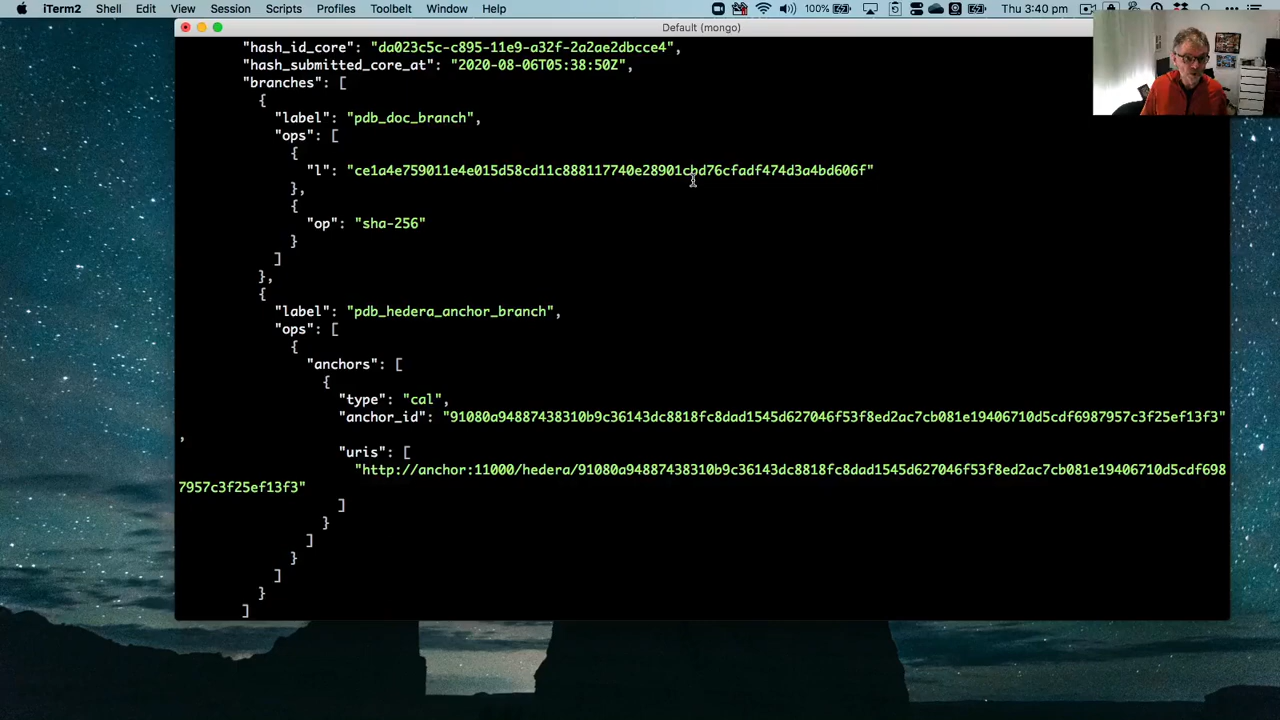 iTerm2 Shell Edit View Session Scripts Profiles Toolbelt Window Help 100% Thu 3:40 pm
Default (mongo)
"hash_id_core": "da023c5c-c895-11e9-a32f-2a2ae2dbcce4",
"hash_submitted_core_at": "2020-08-06T05:38:50Z",
"branches": [
{
"label": "pdb_doc_branch",
"ops": [
{
"l": "ce1a4e759011e4e015d58cd11c888117740e28901cbd76cfadf474d3a4bd606f"
},
{
"op": "sha-256"
}
]
},
{
"label": "pdb_hedera_anchor_branch",
"ops": [
{
"anchors": [
{
"type": "cal",
"anchor_id": "91080a94887438310b9c36143dc8818fc8dad1545d627046f53f8ed2ac7cb081e19406710d5cdf6987957c3f25ef13f3"
,
"uris": [
"http://anchor:11000/hedera/91080a94887438310b9c36143dc8818fc8dad1545d627046f53f8ed2ac7cb081e19406710d5cdf698
7957c3f25ef13f3"
]
}
]
}
]
}
]